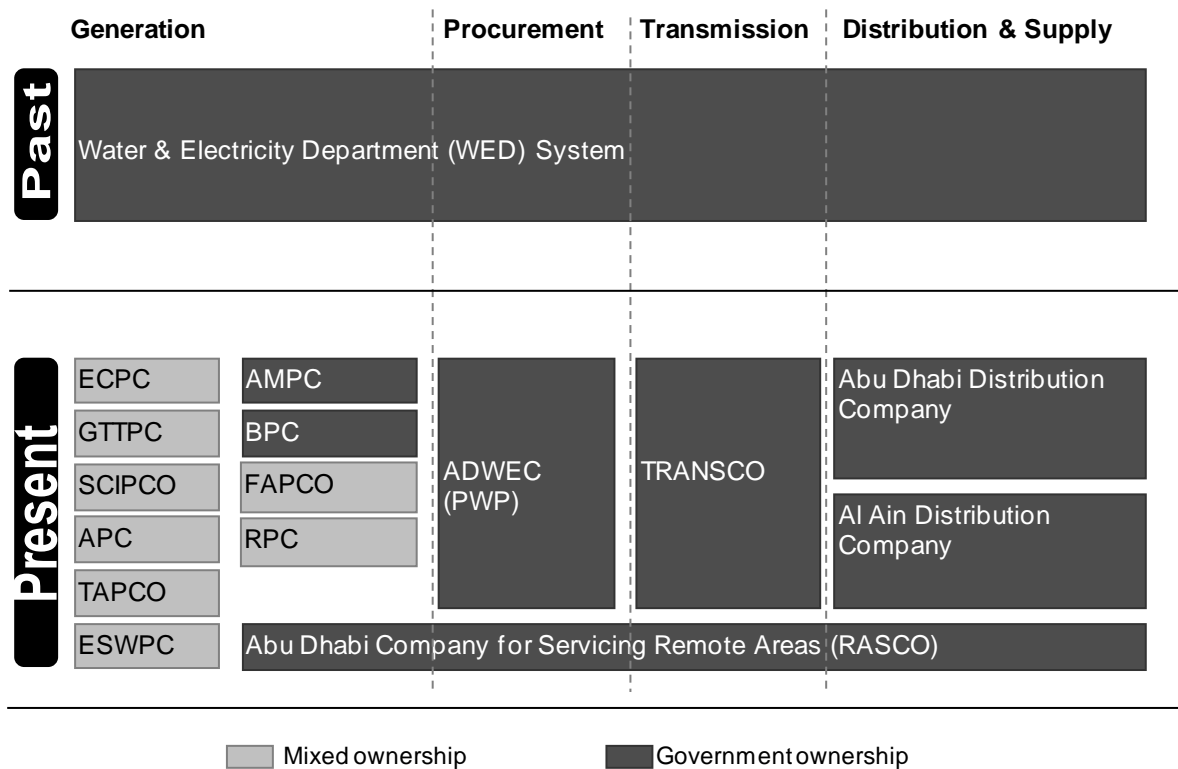 Generation
Procurement
Transmission
Distribution & Supply
Past
Water & Electricity Department (WED) System
Present
ECPC
AMPC
GTTPC
BPC
SCIPCO
FAPCO
APC
RPC
TAPCO
ESWPC
ADWEC
(PWP)
TRANSCO
Abu Dhabi Distribution
Company
Al Ain Distribution
Company
Abu Dhabi Company for Servicing Remote Areas (RASCO)
Mixed ownership
Government ownership